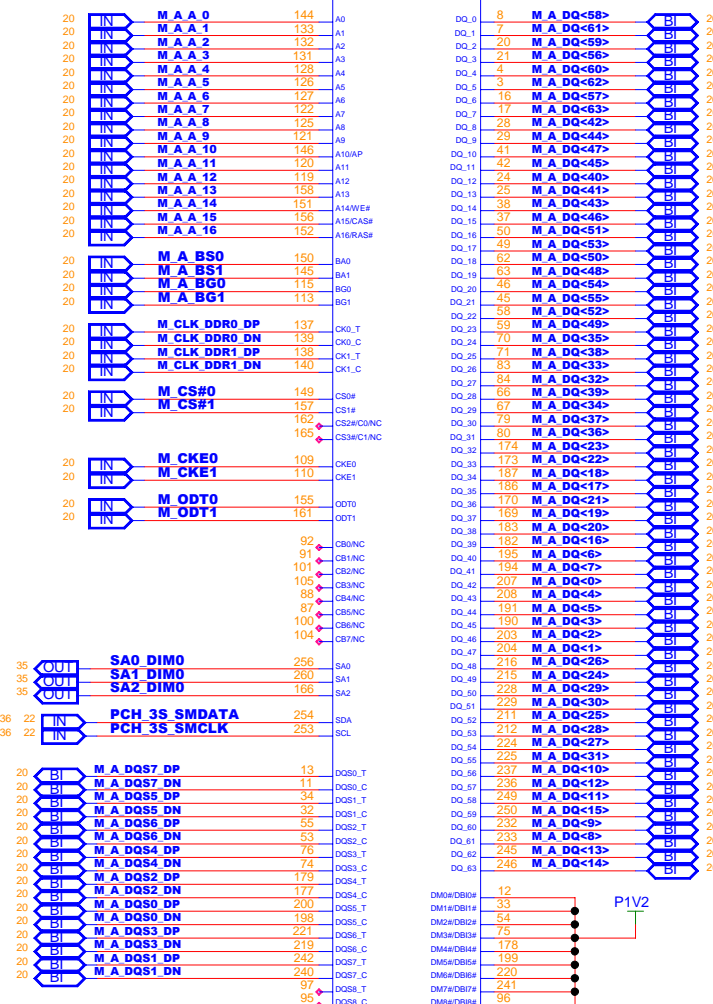 20 IN M_A_A_0 144 A0
20 IN M_A_A_1 133 A1
20 IN M_A_A_2 132 A2
20 IN M_A_A_3 131 A3
20 IN M_A_A_4 128 A4
20 IN M_A_A_5 126 A5
20 IN M_A_A_6 127 A6
20 IN M_A_A_7 122 A7
20 IN M_A_A_8 125 A8
20 IN M_A_A_9 121 A9
20 IN M_A_A_10 146 A10/AP
20 IN M_A_A_11 120 A11
20 IN M_A_A_12 119 A12
20 IN M_A_A_13 158 A13
20 IN M_A_A_14 151 A14/WE#
20 IN M_A_A_15 156 A15/CAS#
20 IN M_A_A_16 152 A16/RAS#
20 IN M_A_BS0 150 BA0
20 IN M_A_BS1 145 BA1
20 IN M_A_BG0 115 BG0
20 IN M_A_BG1 113 BG1
20 IN M_CLK_DDR0_DP 137 CK0_T
20 IN M_CLK_DDR0_DN 139 CK0_C
20 IN M_CLK_DDR1_DP 138 CK1_T
20 IN M_CLK_DDR1_DN 140 CK1_C
20 IN M_CS#0 149 CS0#
20 IN M_CS#1 157 CS1#
162 CS2#/C0/NC
165 CS3#/C1/NC
20 IN M_CKE0 109 CKE0
20 IN M_CKE1 110 CKE1
20 IN M_ODT0 155 ODT0
20 IN M_ODT1 161 ODT1
92 CB0/NC
91 CB1/NC
101 CB2/NC
105 CB3/NC
88 CB4/NC
87 CB5/NC
100 CB6/NC
104 CB7/NC
35 OUT SA0_DIM0 256 SA0
35 OUT SA1_DIM0 260 SA1
35 OUT SA2_DIM0 166 SA2
36 22 IN PCH_3S_SMDATA 254 SDA
36 22 IN PCH_3S_SMCLK 253 SCL
20 BI M_A_DQS7_DP 13 DQS0_T
20 BI M_A_DQS7_DN 11 DQS0_C
20 BI M_A_DQS5_DP 34 DQS1_T
20 BI M_A_DQS5_DN 32 DQS1_C
20 BI M_A_DQS6_DP 55 DQS2_T
20 BI M_A_DQS6_DN 53 DQS2_C
20 BI M_A_DQS4_DP 76 DQS3_T
20 BI M_A_DQS4_DN 74 DQS3_C
20 BI M_A_DQS2_DP 179 DQS4_T
20 BI M_A_DQS2_DN 177 DQS4_C
20 BI M_A_DQS0_DP 200 DQS5_T
20 BI M_A_DQS0_DN 198 DQS5_C
20 BI M_A_DQS3_DP 221 DQS6_T
20 BI M_A_DQS3_DN 219 DQS6_C
20 BI M_A_DQS1_DP 242 DQS7_T
20 BI M_A_DQS1_DN 240 DQS7_C
97 DQS8_T
95 DQS8_C
DQ_0 8 M_A_DQ<58> BI
DQ_1 7 M_A_DQ<61> BI
DQ_2 20 M_A_DQ<59> BI
DQ_3 21 M_A_DQ<56> BI
DQ_4 4 M_A_DQ<60> BI
DQ_5 3 M_A_DQ<62> BI
DQ_6 16 M_A_DQ<57> BI
DQ_7 17 M_A_DQ<63> BI
DQ_8 28 M_A_DQ<42> BI
DQ_9 29 M_A_DQ<44> BI
DQ_10 41 M_A_DQ<47> BI
DQ_11 42 M_A_DQ<45> BI
DQ_12 24 M_A_DQ<40> BI
DQ_13 25 M_A_DQ<41> BI
DQ_14 38 M_A_DQ<43> BI
DQ_15 37 M_A_DQ<46> BI
DQ_16 50 M_A_DQ<51> BI
DQ_17 49 M_A_DQ<53> BI
DQ_18 62 M_A_DQ<50> BI
DQ_19 63 M_A_DQ<48> BI
DQ_20 46 M_A_DQ<54> BI
DQ_21 45 M_A_DQ<55> BI
DQ_22 58 M_A_DQ<52> BI
DQ_23 59 M_A_DQ<49> BI
DQ_24 70 M_A_DQ<35> BI
DQ_25 71 M_A_DQ<38> BI
DQ_26 83 M_A_DQ<33> BI
DQ_27 84 M_A_DQ<32> BI
DQ_28 66 M_A_DQ<39> BI
DQ_29 67 M_A_DQ<34> BI
DQ_30 79 M_A_DQ<37> BI
DQ_31 80 M_A_DQ<36> BI
DQ_32 174 M_A_DQ<23> BI
DQ_33 173 M_A_DQ<22> BI
DQ_34 187 M_A_DQ<18> BI
DQ_35 186 M_A_DQ<17> BI
DQ_36 170 M_A_DQ<21> BI
DQ_37 169 M_A_DQ<19> BI
DQ_38 183 M_A_DQ<20> BI
DQ_39 182 M_A_DQ<16> BI
DQ_40 195 M_A_DQ<6> BI
DQ_41 194 M_A_DQ<7> BI
DQ_42 207 M_A_DQ<0> BI
DQ_43 208 M_A_DQ<4> BI
DQ_44 191 M_A_DQ<5> BI
DQ_45 190 M_A_DQ<3> BI
DQ_46 203 M_A_DQ<2> BI
DQ_47 204 M_A_DQ<1> BI
DQ_48 216 M_A_DQ<26> BI
DQ_49 215 M_A_DQ<24> BI
DQ_50 228 M_A_DQ<29> BI
DQ_51 229 M_A_DQ<30> BI
DQ_52 211 M_A_DQ<25> BI
DQ_53 212 M_A_DQ<28> BI
DQ_54 224 M_A_DQ<27> BI
DQ_55 225 M_A_DQ<31> BI
DQ_56 237 M_A_DQ<10> BI
DQ_57 236 M_A_DQ<12> BI
DQ_58 249 M_A_DQ<11> BI
DQ_59 250 M_A_DQ<15> BI
DQ_60 232 M_A_DQ<9> BI
DQ_61 233 M_A_DQ<8> BI
DQ_62 245 M_A_DQ<13> BI
DQ_63 246 M_A_DQ<14> BI
DM0#/DBI0# 12
P1V2
DM1#/DBI1# 33
DM2#/DBI2# 54
DM3#/DBI3# 75
DM4#/DBI4# 178
DM5#/DBI5# 199
DM6#/DBI6# 220
DM7#/DBI7# 241
DM8#/DBI8# 96